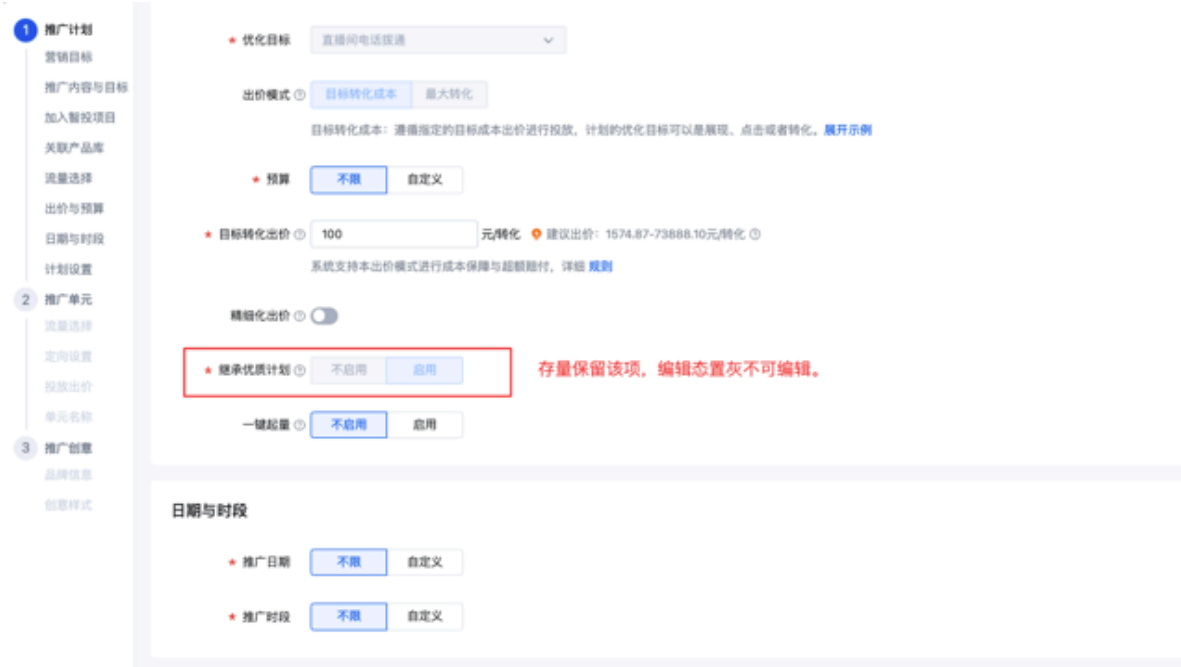 1 推广计划
营销目标
推广内容与目标
加入智投项目
关联产品库
流量选择
出价与预算
日期与时段
计划设置
2 推广单元
流量选择
定向设置
投放出价
单元名称
3 推广创意
品牌信息
创意样式
* 优化目标 直播间电话拨通
出价模式 目标转化成本 最大转化
目标转化成本：遵循指定的目标成本出价进行投放，计划的优化目标可以是展现、点击或者转化。展开示例
* 预算 不限 自定义
* 目标转化出价 100 元/转化 建议出价：1574.87-73888.10元/转化
系统支持本出价模式进行成本保障与超额赔付，详细 规则
精细化出价
* 继承优质计划 不启用 启用
存量保留该项，编辑态置灰不可编辑。
一键起量 不启用 启用
日期与时段
* 推广日期 不限 自定义
* 推广时段 不限 自定义